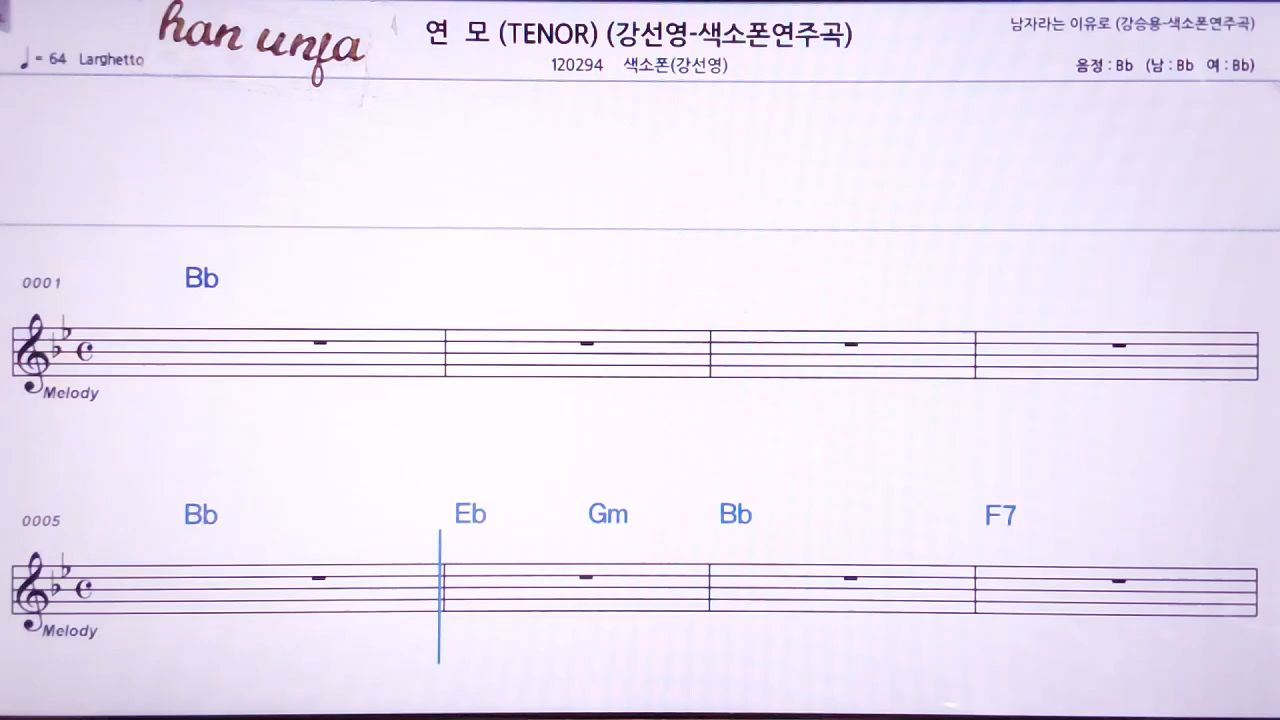 han unfa
연 모 (TENOR) (강선영-색소폰연주곡)
남자라는 이유로 (강승용-색소폰연주곡)
♩ = 64 Larghetto
120294 색소폰(강선영)
음정 : Bb (남 : Bb 여 : Bb)
0001 Bb
Melody
0005 Bb Eb Gm Bb F7
Melody